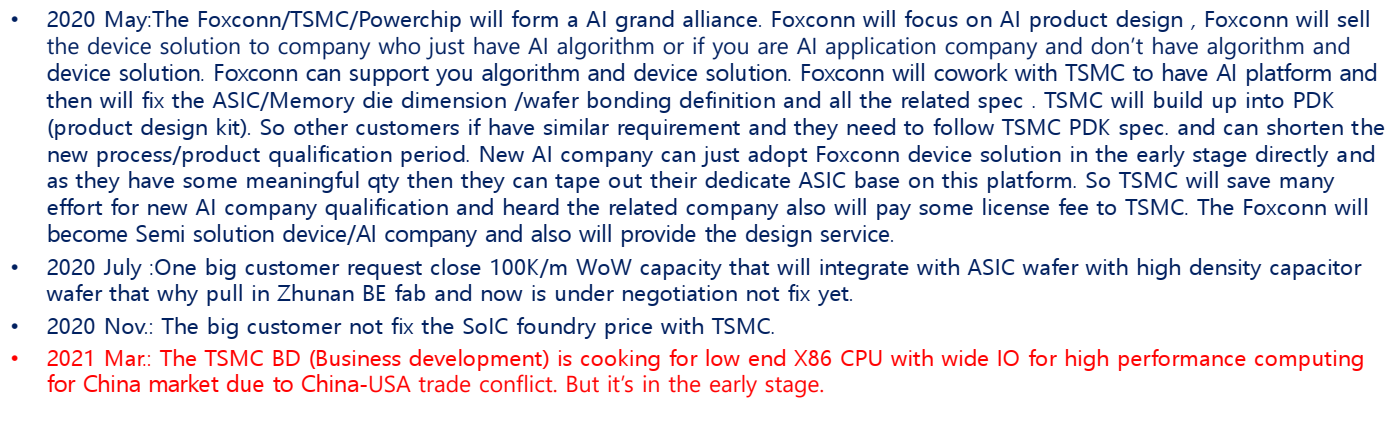 • 2020 May:The Foxconn/TSMC/Powerchip will form a AI grand alliance. Foxconn will focus on AI product design , Foxconn will sell
the device solution to company who just have AI algorithm or if you are AI application company and don't have algorithm and
device solution. Foxconn can support you algorithm and device solution. Foxconn will cowork with TSMC to have AI platform and
then will fix the ASIC/Memory die dimension /wafer bonding definition and all the related spec . TSMC will build up into PDK
(product design kit). So other customers if have similar requirement and they need to follow TSMC PDK spec. and can shorten the
new process/product qualification period. New AI company can just adopt Foxconn device solution in the early stage directly and
as they have some meaningful qty then they can tape out their dedicate ASIC base on this platform. So TSMC will save many
effort for new AI company qualification and heard the related company also will pay some license fee to TSMC. The Foxconn will
become Semi solution device/AI company and also will provide the design service.
• 2020 July :One big customer request close 100K/m WoW capacity that will integrate with ASIC wafer with high density capacitor
wafer that why pull in Zhunan BE fab and now is under negotiation not fix yet.
• 2020 Nov.: The big customer not fix the SoIC foundry price with TSMC.
• 2021 Mar.: The TSMC BD (Business development) is cooking for low end X86 CPU with wide IO for high performance computing
for China market due to China-USA trade conflict. But it's in the early stage.